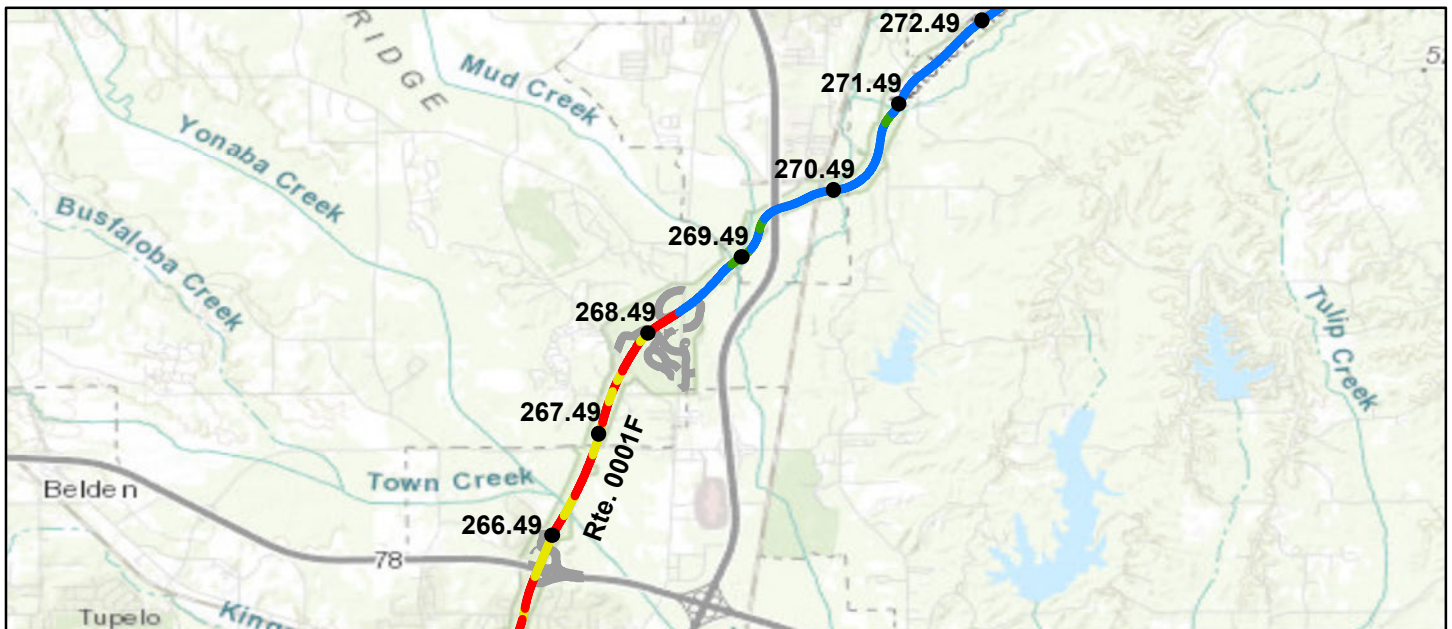 272.49
RIDGE
271.49
Mud Creek
Yonaba Creek
270.49
Busfaloba Creek
269.49
268.49
Tulip Creek
267.49
Rte. 0001F
Town Creek
Belden
266.49
78
Tupelo